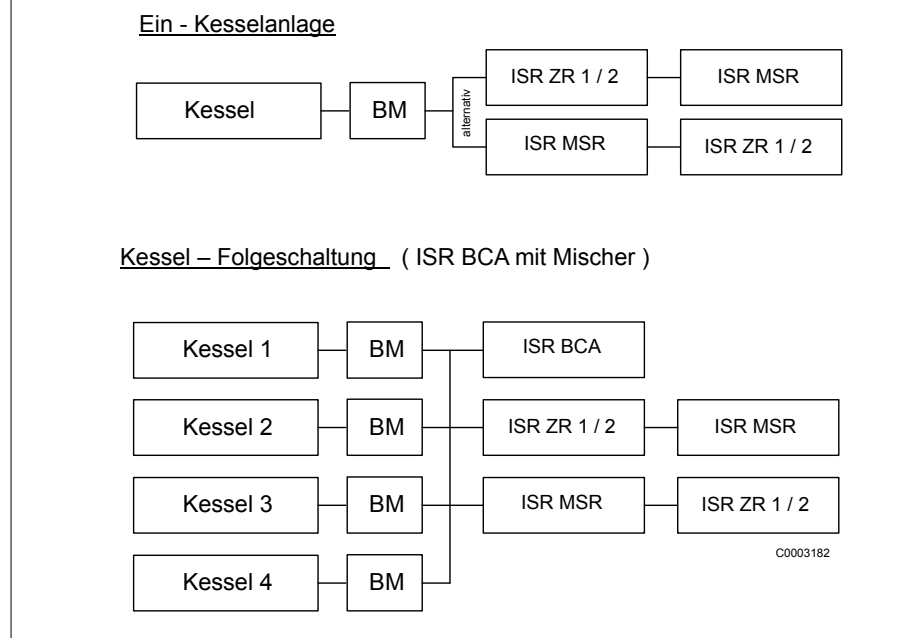 Ein - Kesselanlage
ISR ZR 1 / 2
ISR MSR
Kessel
BM
alternativ
ISR MSR
ISR ZR 1 / 2
Kessel – Folgeschaltung ( ISR BCA mit Mischer )
Kessel 1
BM
ISR BCA
Kessel 2
BM
ISR ZR 1 / 2
ISR MSR
Kessel 3
BM
ISR MSR
ISR ZR 1 / 2
C0003182
Kessel 4
BM